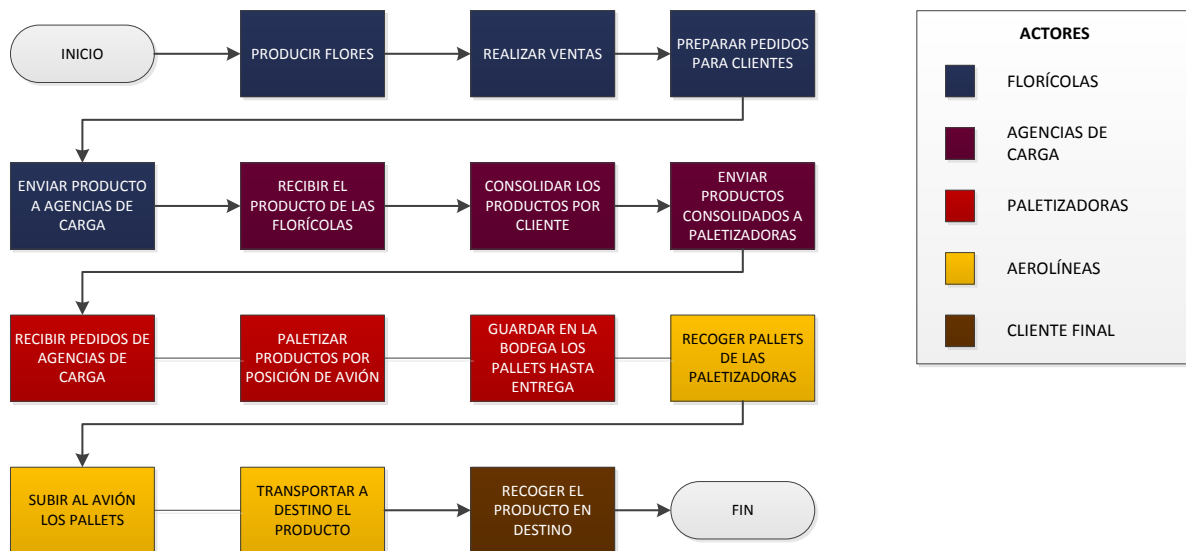 INICIO
PRODUCIR FLORES
REALIZAR VENTAS
PREPARAR PEDIDOS
PARA CLIENTES
ENVIAR PRODUCTO
A AGENCIAS DE
CARGA
RECIBIR EL
PRODUCTO DE LAS
FLORÍCOLAS
CONSOLIDAR LOS
PRODUCTOS POR
CLIENTE
ENVIAR
PRODUCTOS
CONSOLIDADOS A
PALETIZADORAS
RECIBIR PEDIDOS DE
AGENCIAS DE
CARGA
PALETIZAR
PRODUCTOS POR
POSICIÓN DE AVIÓN
GUARDAR EN LA
BODEGA LOS
PALLETS HASTA
ENTREGA
RECOGER PALLETS
DE LAS
PALETIZADORAS
SUBIR AL AVIÓN
LOS PALLETS
TRANSPORTAR A
DESTINO EL
PRODUCTO
RECOGER EL
PRODUCTO EN
DESTINO
FIN
ACTORES
FLORÍCOLAS
AGENCIAS DE
CARGA
PALETIZADORAS
AEROLÍNEAS
CLIENTE FINAL